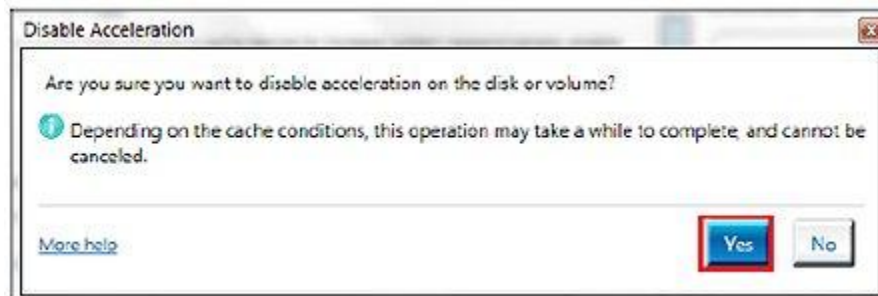 Disable Acceleration
Are you sure you want to disable acceleration on the disk or volume?
Depending on the cache conditions, this operation may take a while to complete, and cannot be
canceled.
More help
Yes
No